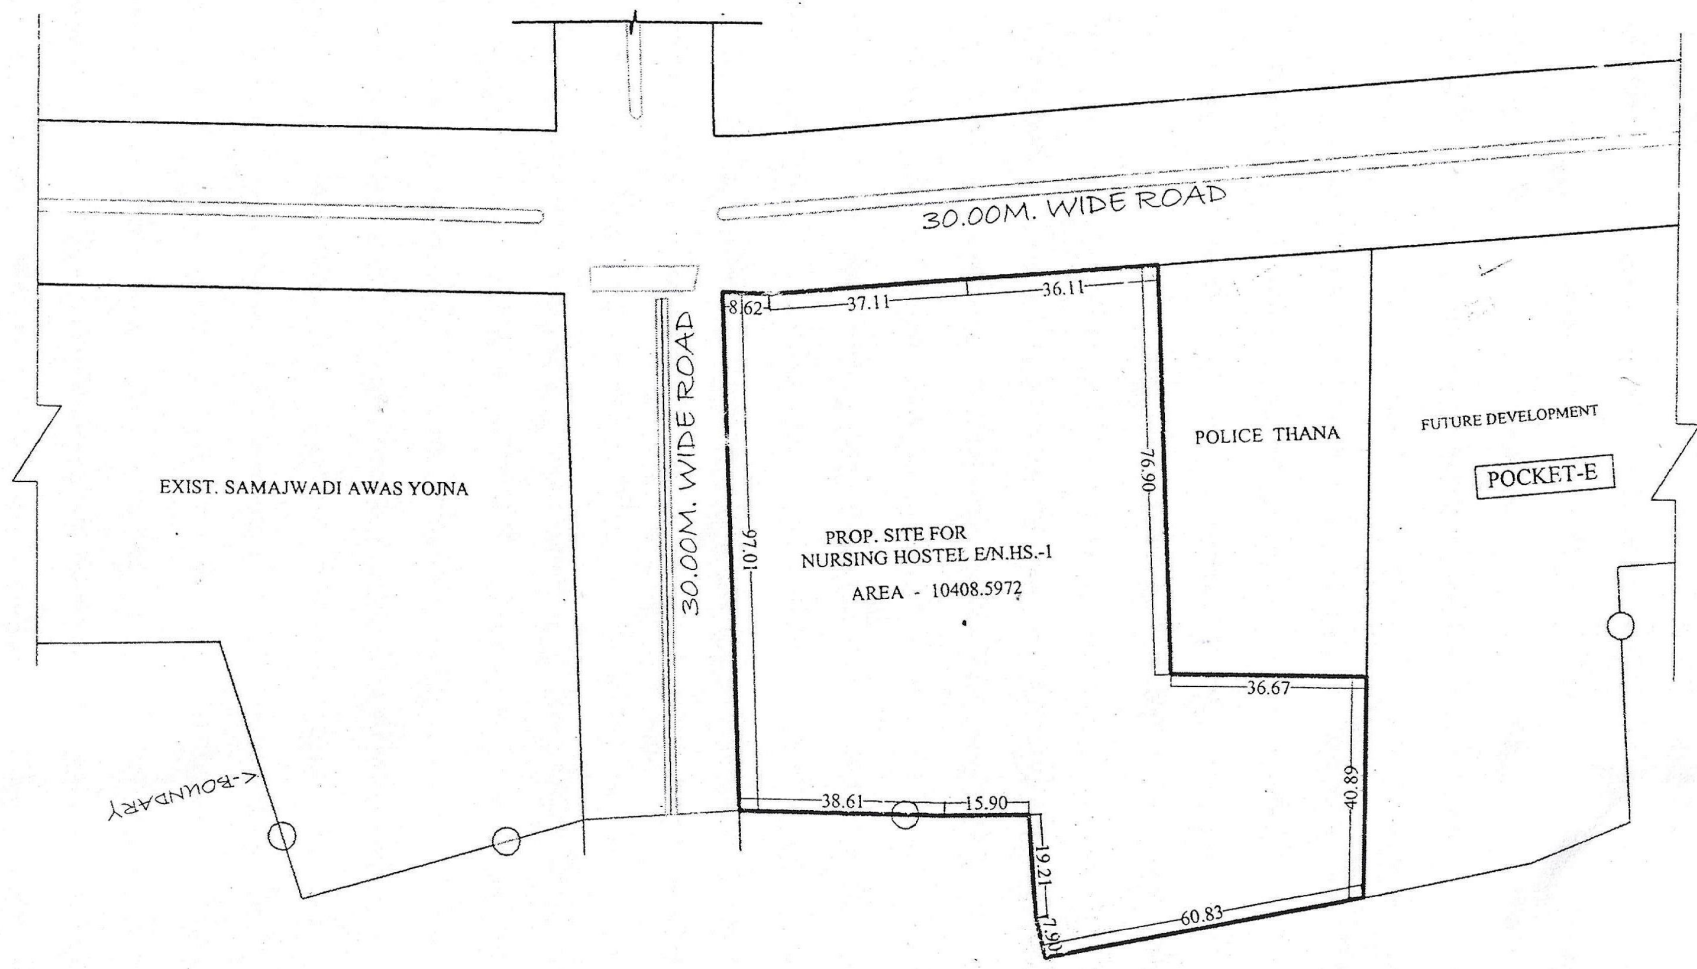 30.00M. WIDE ROAD
8.62
37.11
36.11
30.00M. WIDE ROAD
POLICE THANA
FUTURE DEVELOPMENT
POCKET-E
EXIST. SAMAJWADI AWAS YOJNA
76.90
97.01
PROP. SITE FOR
NURSING HOSTEL E/N.HS.-1
AREA - 10408.5972
36.67
<-BOUNDARY
38.61
15.90
40.89
19.21
7.90
60.83